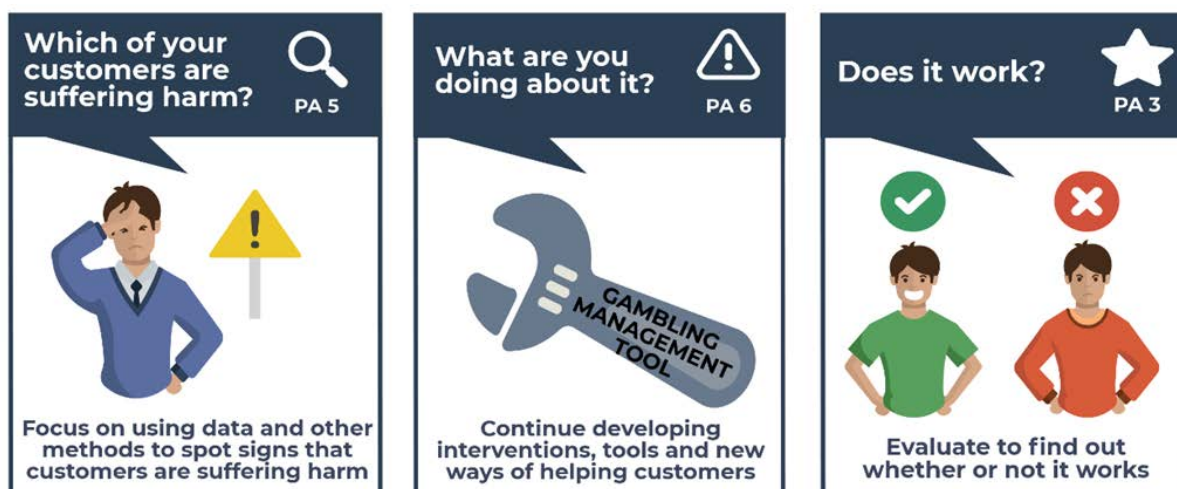 Which of your
customers are
suffering harm?
PA 5
Focus on using data and other
methods to spot signs that
customers are suffering harm
What are you
doing about it?
PA 6
GAMBLING
MANAGEMENT
TOOL
Continue developing
interventions, tools and new
ways of helping customers
Does it work?
PA 3
Evaluate to find out
whether or not it works